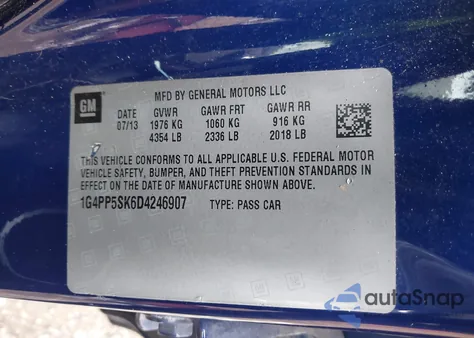 MFD BY GENERAL MOTORS LLC
GM
DATE GVWR GAWR FRT GAWR RR
07/13 1976 KG 1060 KG 916 KG
4354 LB 2336 LB 2018 LB
THIS VEHICLE CONFORMS TO ALL APPLICABLE U.S. FEDERAL MOTOR
VEHICLE SAFETY, BUMPER, AND THEFT PREVENTION STANDARDS IN
EFFECT ON THE DATE OF MANUFACTURE SHOWN ABOVE.
1G4PP5SK6D4246907 TYPE: PASS CAR
autoSnap